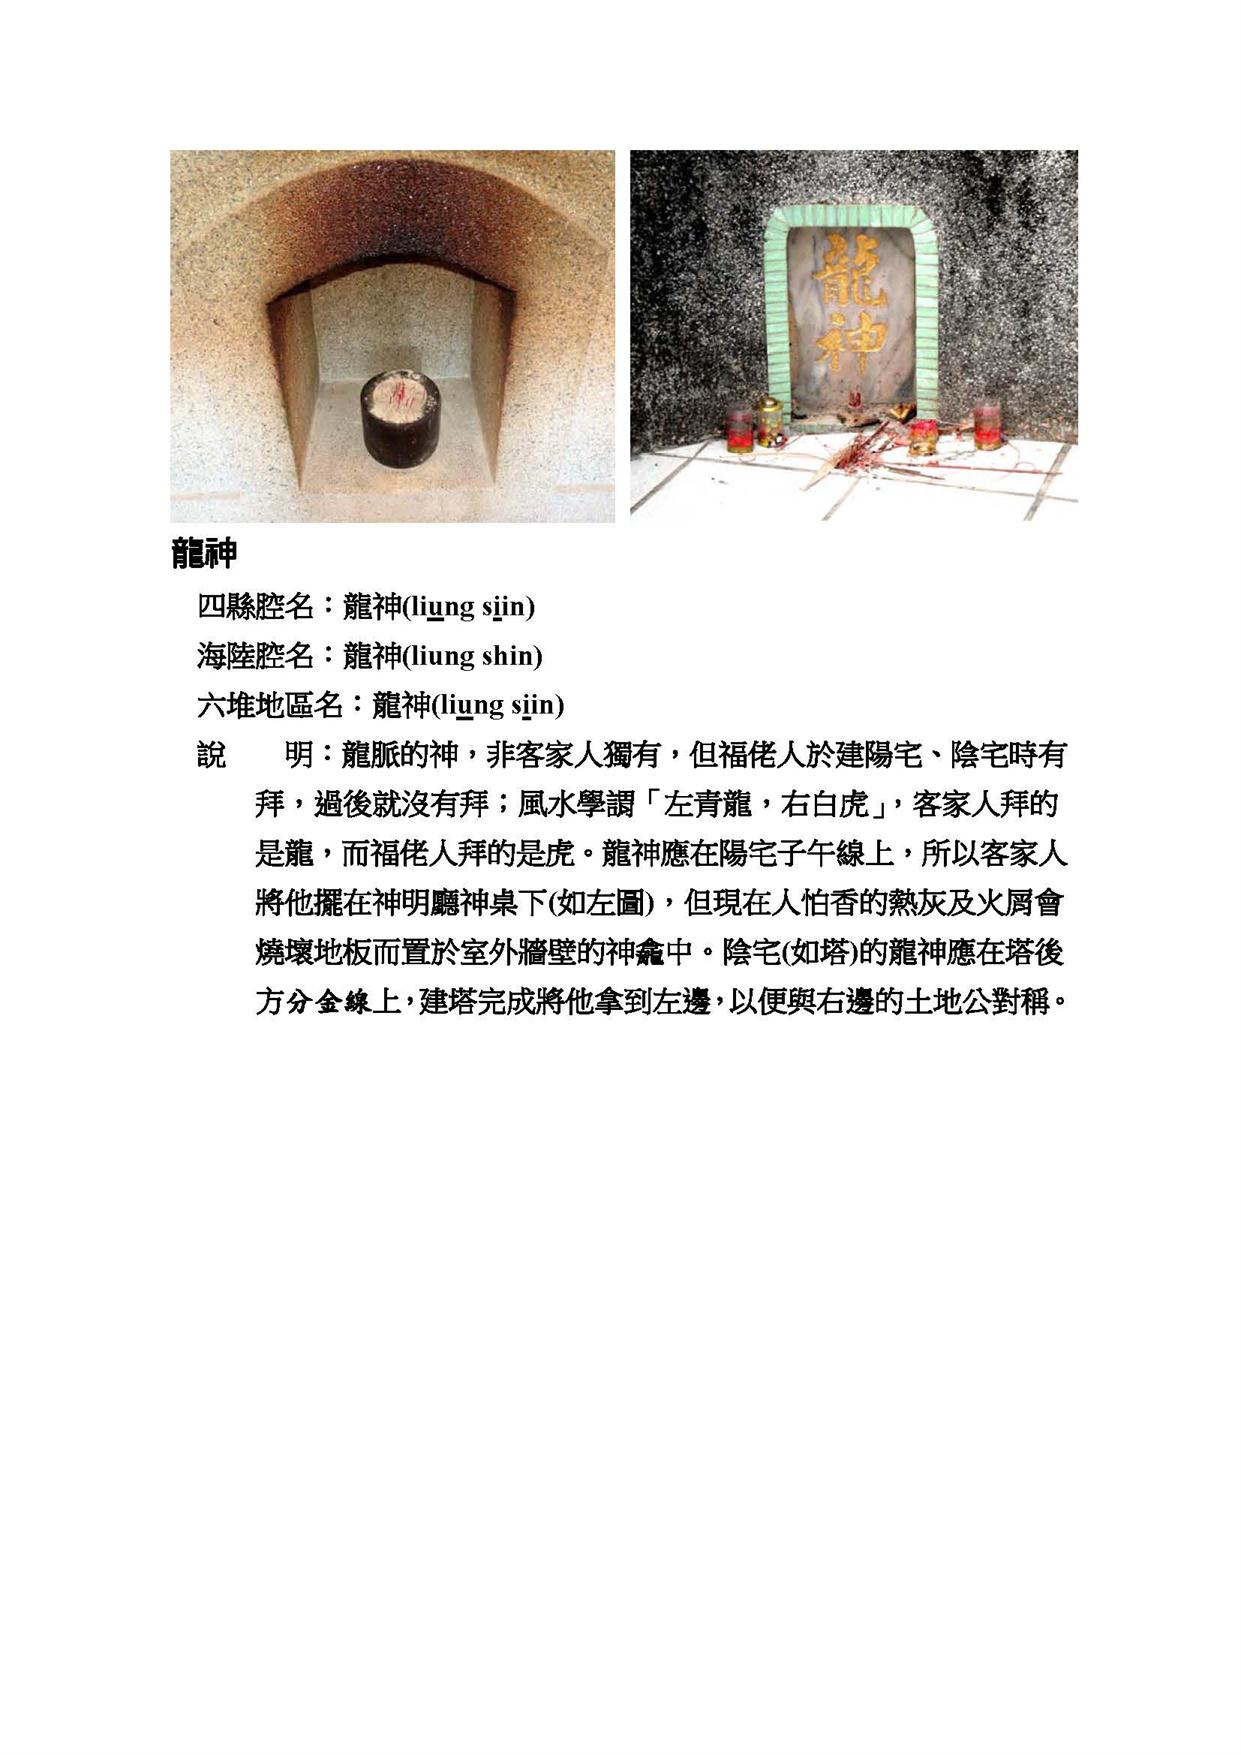 龍
神
龍神
四縣腔名：龍神(liung siin)
海陸腔名：龍神(liung shin)
六堆地區名：龍神(liung siin)
說　　明：龍脈的神，非客家人獨有，但福佬人於建陽宅、陰宅時有
拜，過後就沒有拜；風水學謂「左青龍，右白虎」，客家人拜的
是龍，而福佬人拜的是虎。龍神應在陽宅子午線上，所以客家人
將他擺在神明廳神桌下(如左圖)，但現在人怕香的熱灰及火屑會
燒壞地板而置於室外牆壁的神龕中。陰宅(如塔)的龍神應在塔後
方分金線上，建塔完成將他拿到左邊，以便與右邊的土地公對稱。